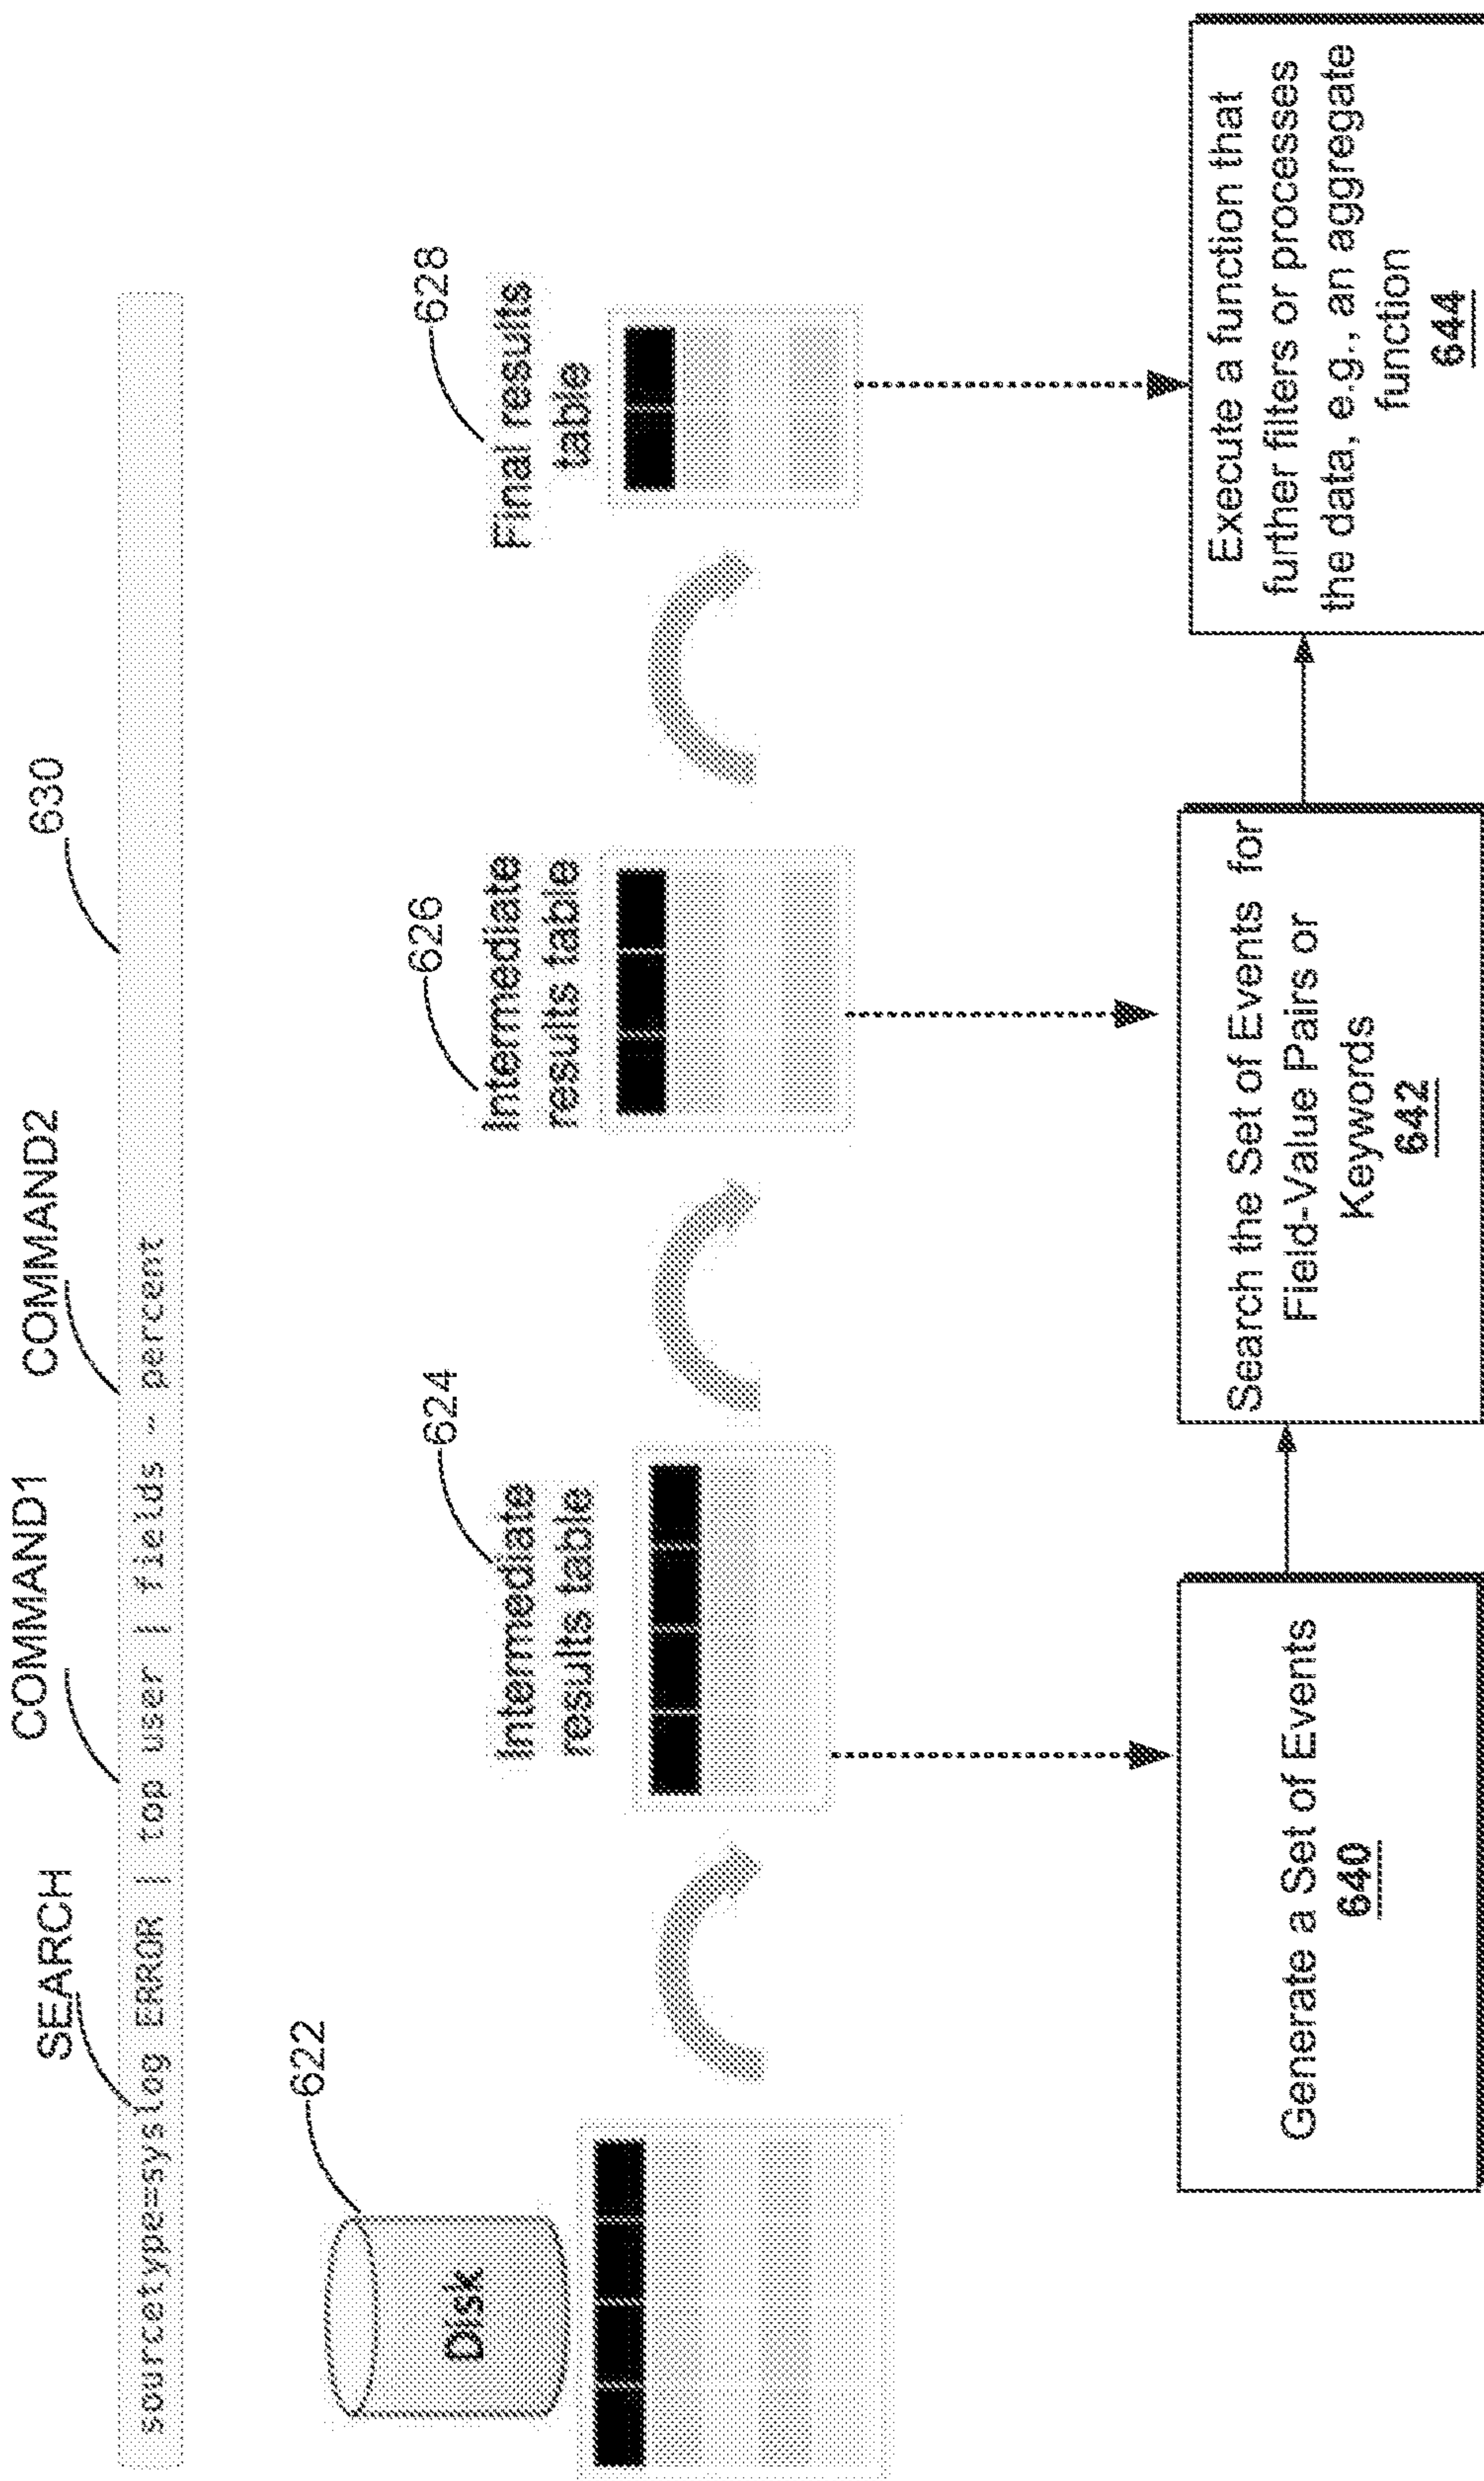 SEARCH
COMMAND1
COMMAND2
630
sourcetype=syslog ERROR | top user | fields - percent
622
Disk
624
Intermediate
results table
626
Intermediate
results table
628
Final results
table
Generate a Set of Events
640
Search the Set of Events for
Field-Value Pairs or
Keywords
642
Execute a function that
further filters or processes
the data, e.g., an aggregate
function
644